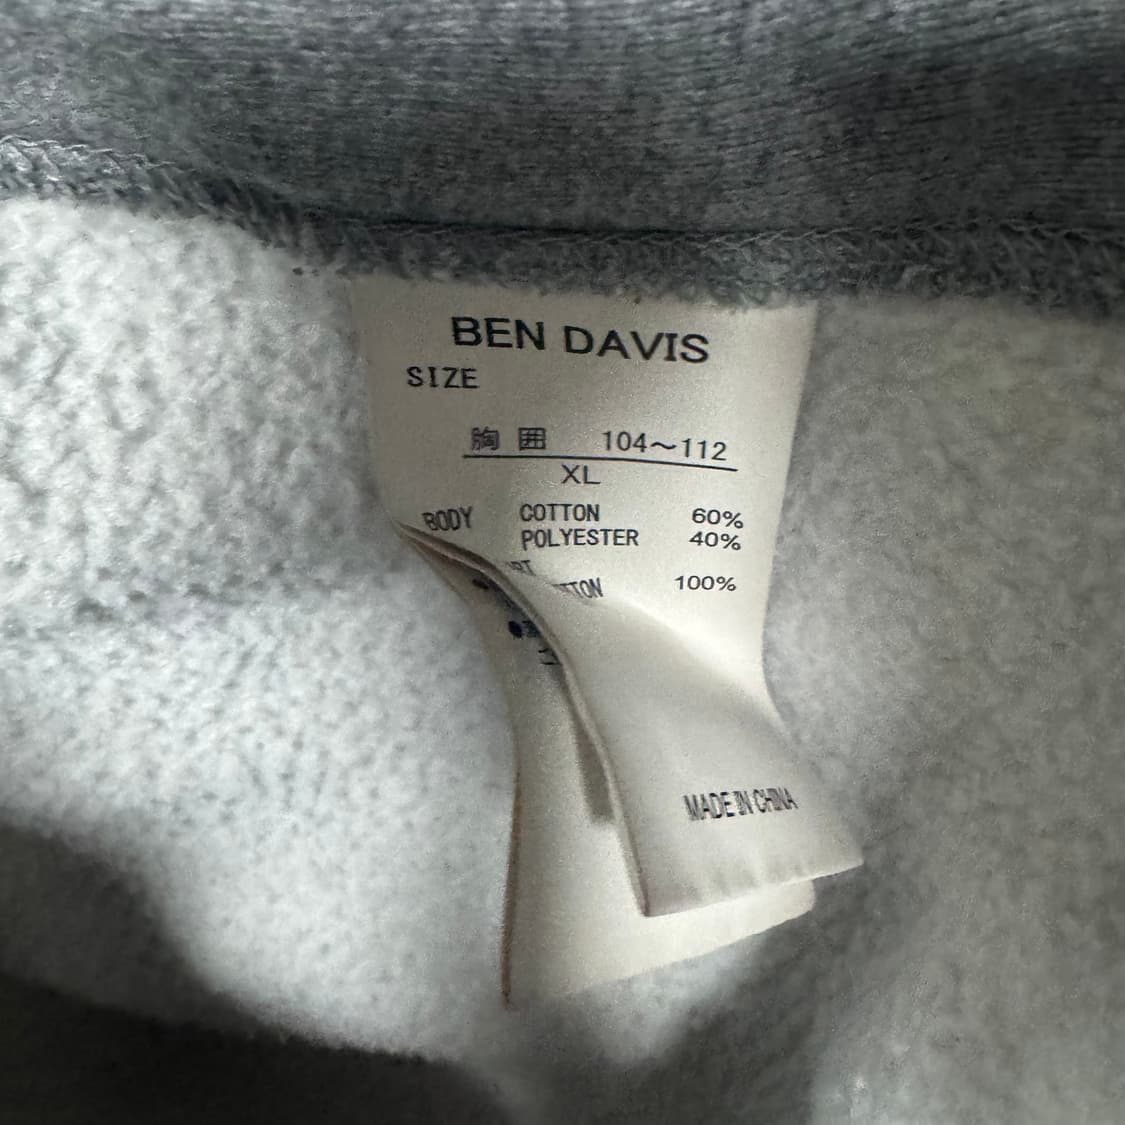 BEN DAVIS
SIZE
胸囲 104～112
XL
BODY COTTON 60%
POLYESTER 40%
100%
MADE IN CHINA